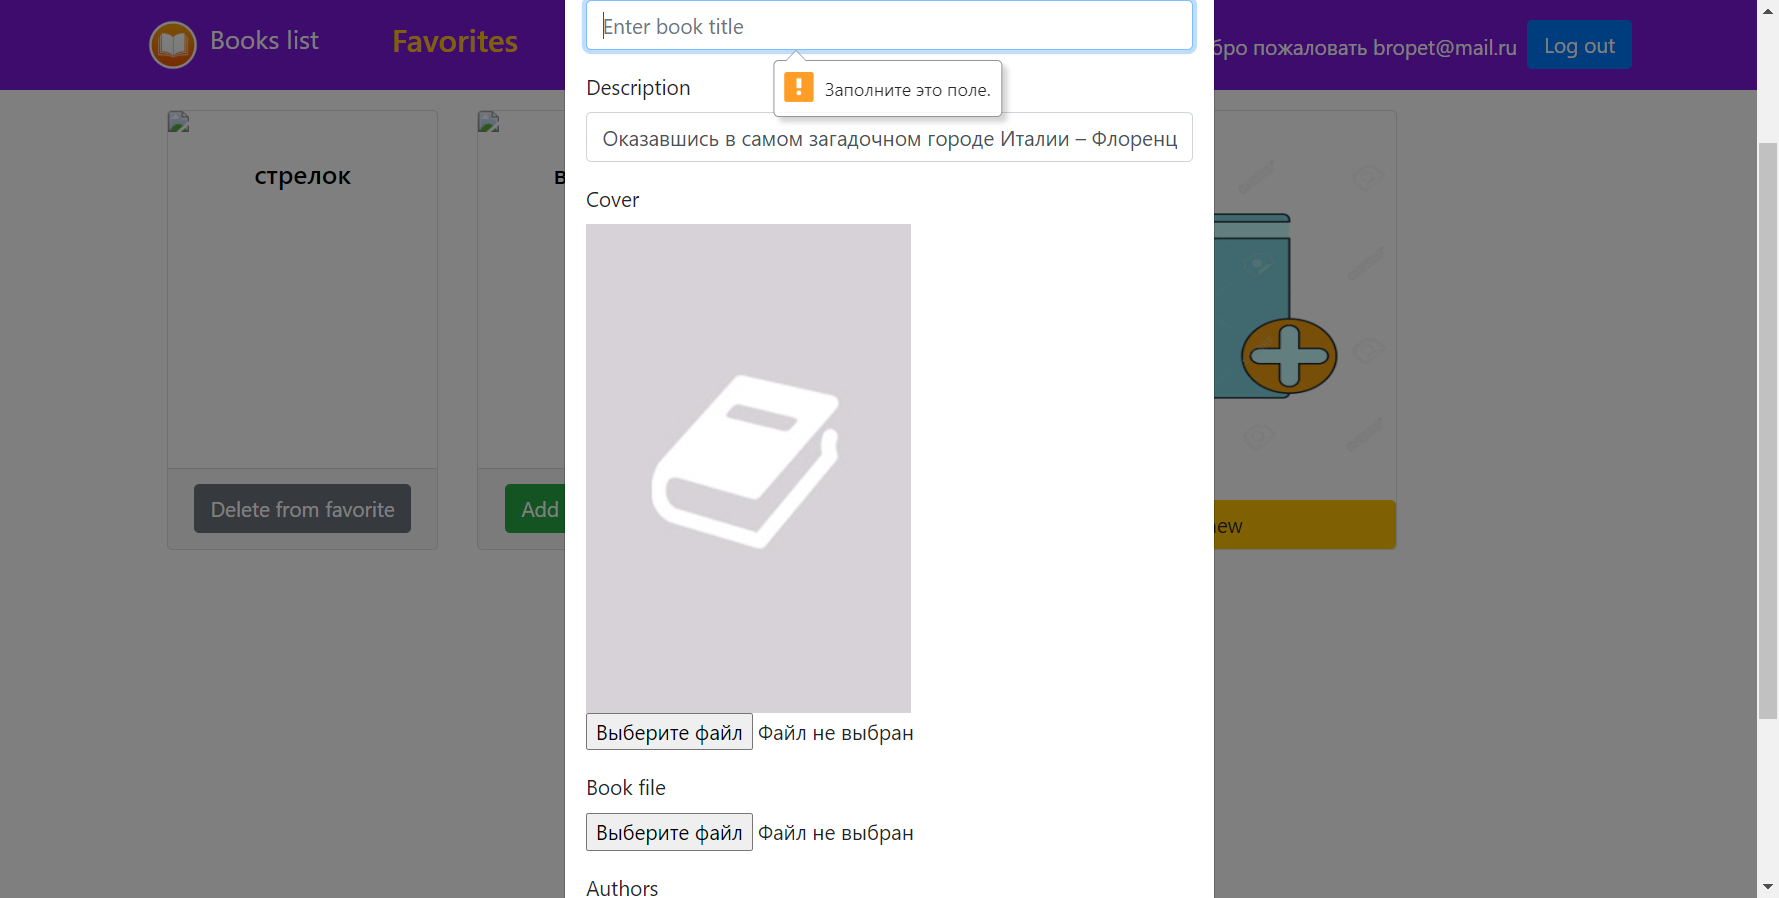 Books list
Favorites
бро пожаловать bropet@mail.ru
Log out
Enter book title
Заполните это поле.
Description
Оказавшись в самом загадочном городе Италии – Флоренц
Cover
стрелок
в
Delete from favorite
Add
ew
Выберите файл Файл не выбран
Book file
Выберите файл Файл не выбран
Authors